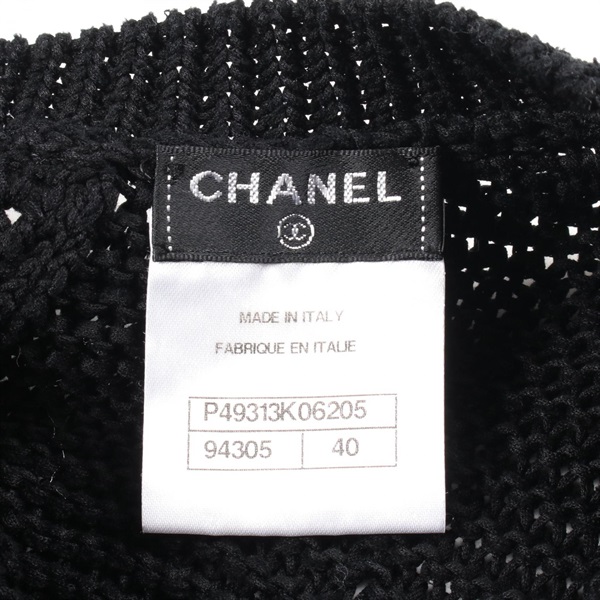 CHANEL
MADE IN ITALY
FABRIQUE EN ITALIE
P49313K06205
94305 40